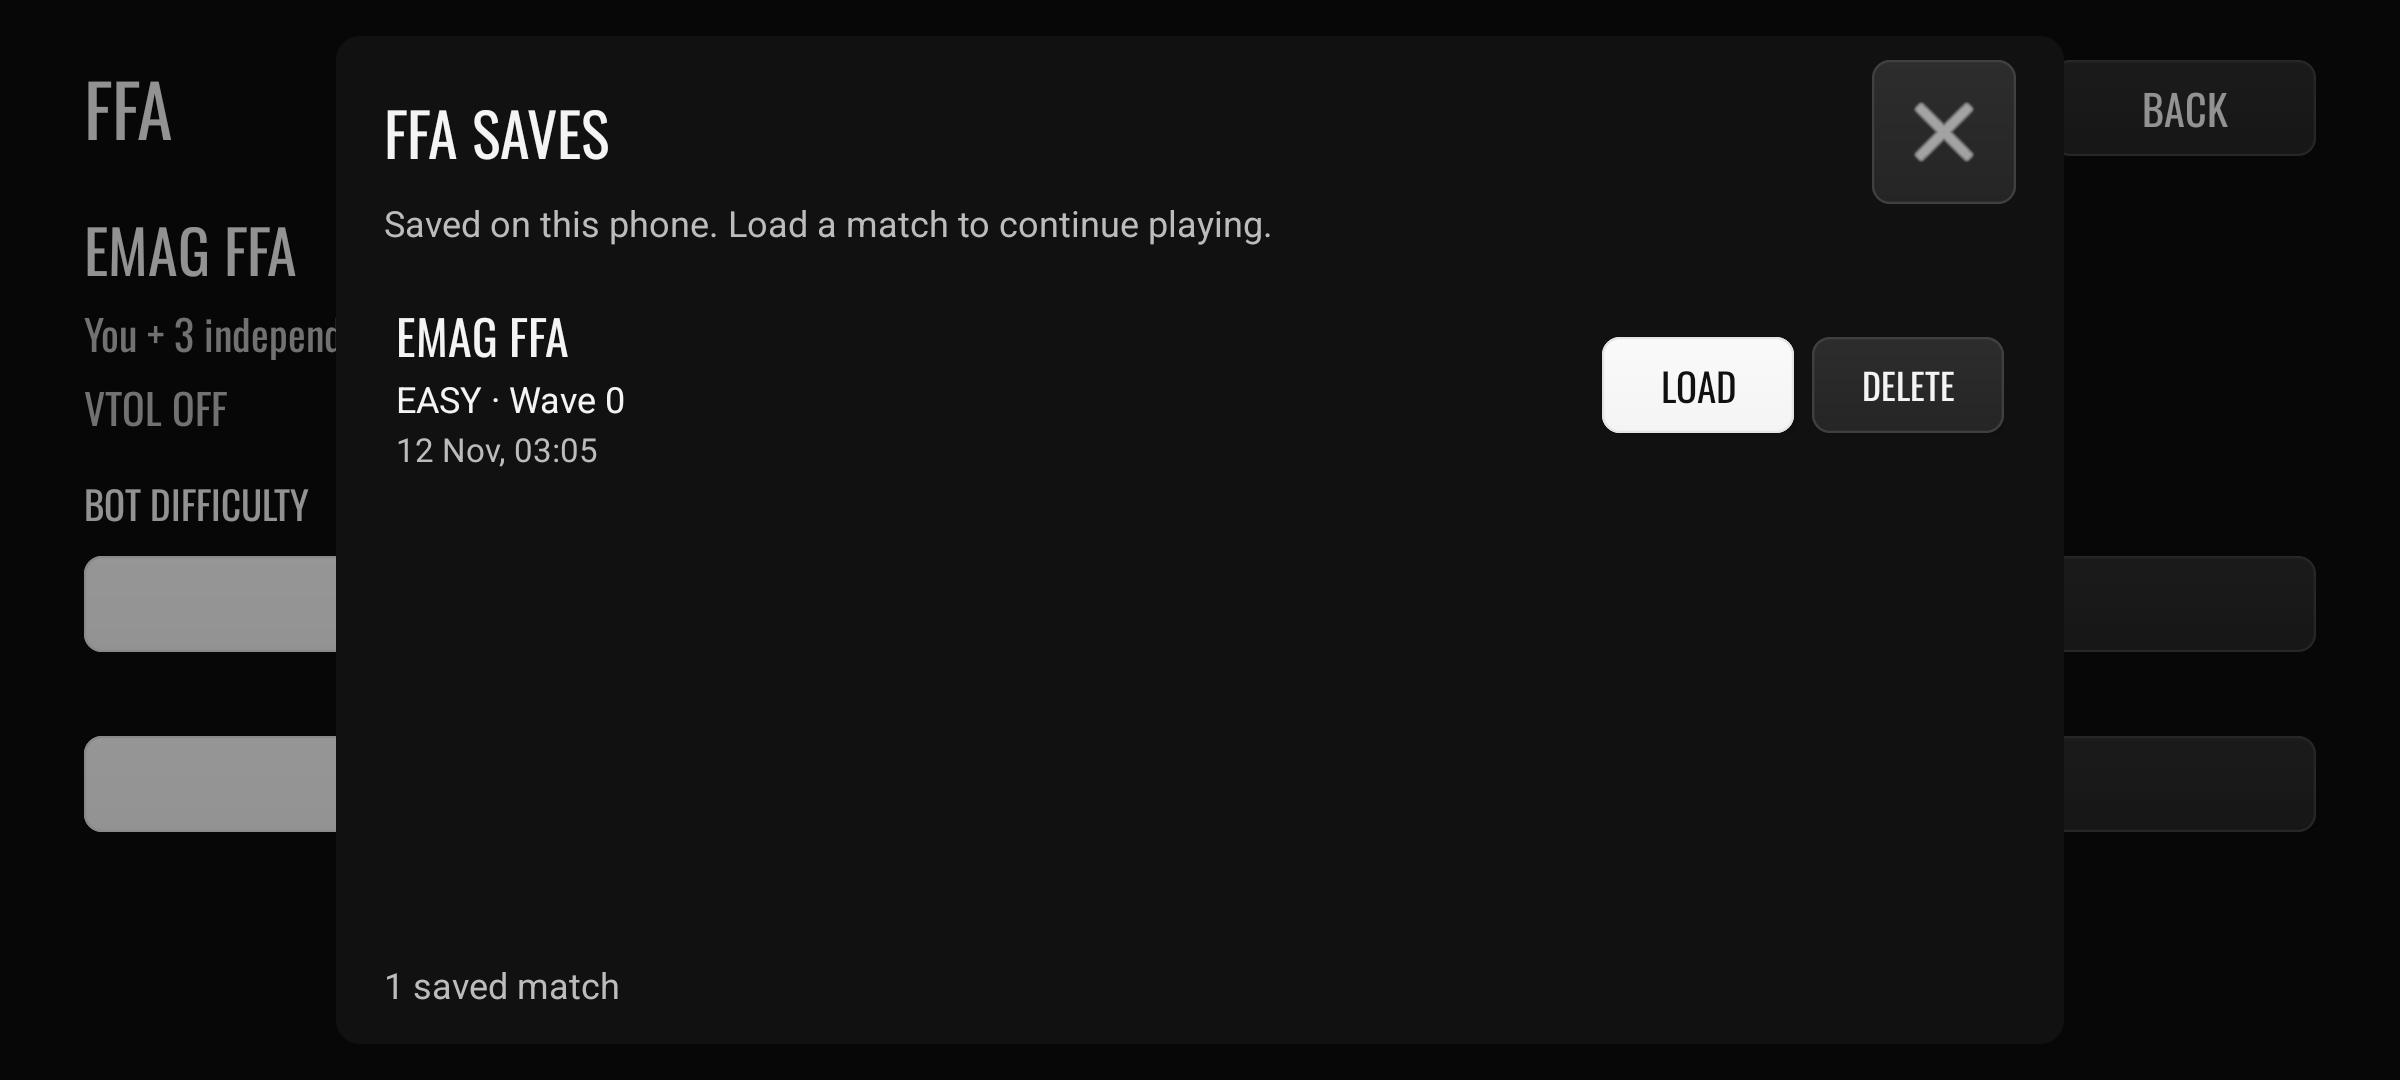 FFA
BACK
EMAG FFA
You + 3 independ
VTOL OFF
BOT DIFFICULTY
FFA SAVES
Saved on this phone. Load a match to continue playing.
EMAG FFA
EASY · Wave 0
12 Nov, 03:05
LOAD
DELETE
1 saved match